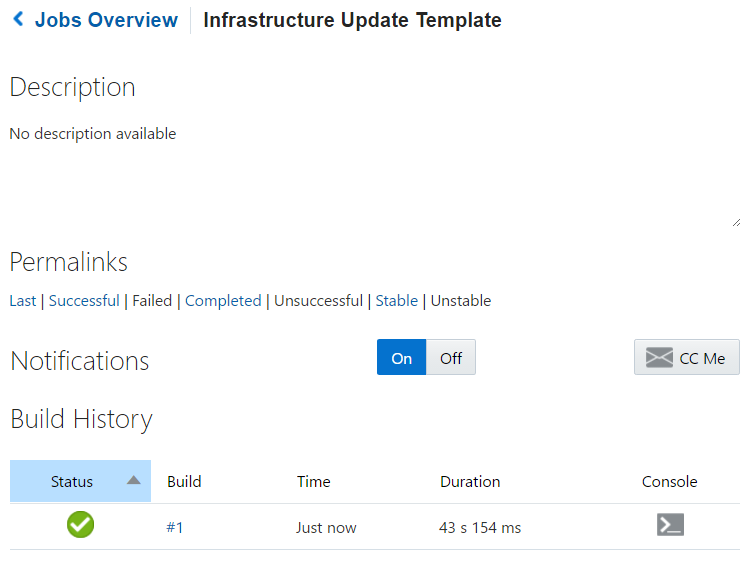 Jobs Overview Infrastructure Update Template
Description
No description available
Permalinks
Last | Successful | Failed | Completed | Unsuccessful | Stable | Unstable
Notifications On Off CC Me
Build History
Status Build Time Duration Console
#1 Just now 43 s 154 ms